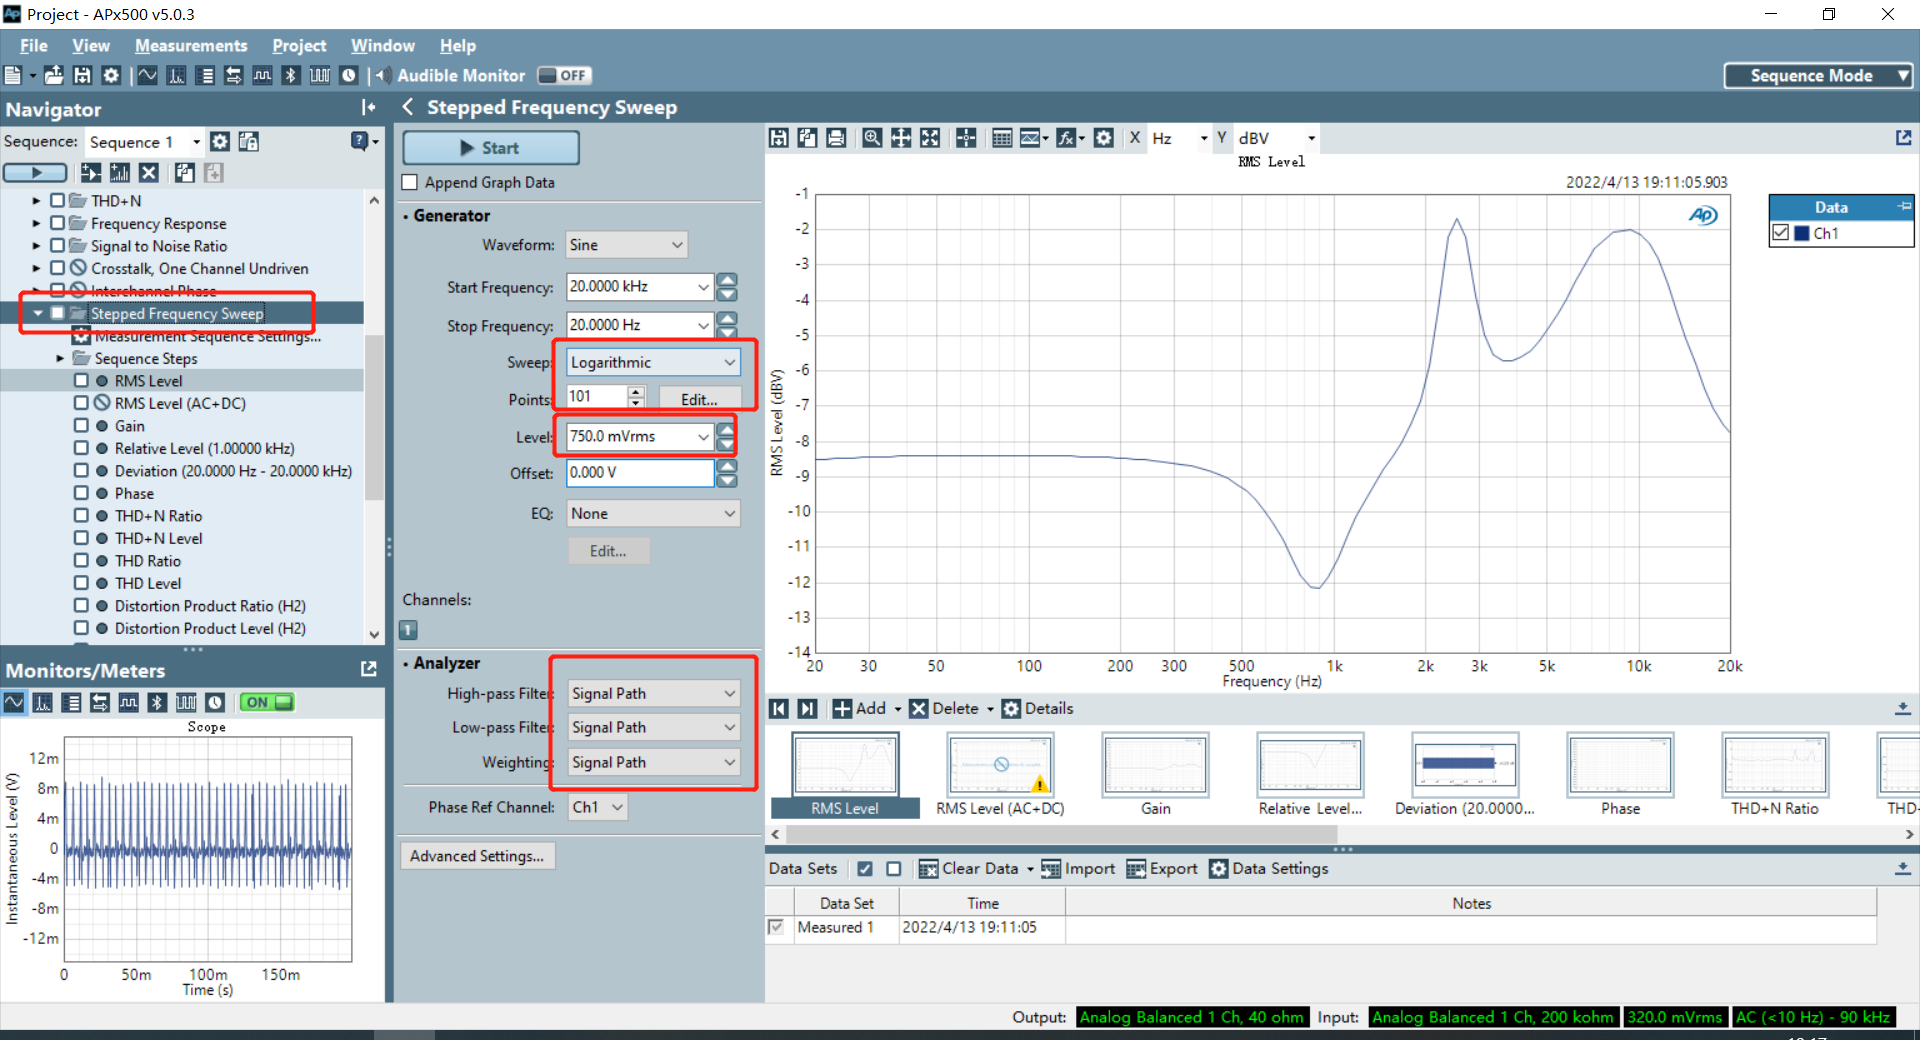 Project - APx500 v5.0.3
File View Measurements Project Window Help
Audible Monitor OFF
Sequence Mode
Navigator
Sequence: Sequence 1
THD+N
Frequency Response
Signal to Noise Ratio
Crosstalk, One Channel Undriven
Interchannel Phase
Stepped Frequency Sweep
Measurement Sequence Settings...
Sequence Steps
RMS Level
RMS Level (AC+DC)
Gain
Relative Level (1.00000 kHz)
Deviation (20.0000 Hz - 20.0000 kHz)
Phase
THD+N Ratio
THD+N Level
THD Ratio
THD Level
Distortion Product Ratio (H2)
Distortion Product Level (H2)
Monitors/Meters
ON
Scope
Instantaneous Level (V)
12m
8m
4m
0
-4m
-8m
-12m
0 50m 100m 150m
Time (s)
Stepped Frequency Sweep
Start
Append Graph Data
Generator
Waveform: Sine
Start Frequency: 20.0000 kHz
Stop Frequency: 20.0000 Hz
Sweep: Logarithmic
Points: 101 Edit...
Level: 750.0 mVrms
Offset: 0.000 V
EQ: None
Edit...
Channels:
1
Analyzer
High-pass Filter: Signal Path
Low-pass Filter: Signal Path
Weighting: Signal Path
Phase Ref Channel: Ch1
Advanced Settings...
X Hz Y dBV
RMS Level
2022/4/13 19:11:05.903
AP
Data
Ch1
RMS Level (dBV)
-1
-2
-3
-4
-5
-6
-7
-8
-9
-10
-11
-12
-13
-14
20 30 50 100 200 300 500 1k 2k 3k 5k 10k 20k
Frequency (Hz)
Add Delete Details
RMS Level RMS Level (AC+DC) Gain Relative Level... Deviation (20.0000... Phase THD+N Ratio THD-
Data Sets Clear Data Import Export Data Settings
Data Set Time Notes
Measured 1 2022/4/13 19:11:05
Output: Analog Balanced 1 Ch, 40 ohm Input: Analog Balanced 1 Ch, 200 kohm 320.0 mVrms AC (<10 Hz) - 90 kHz